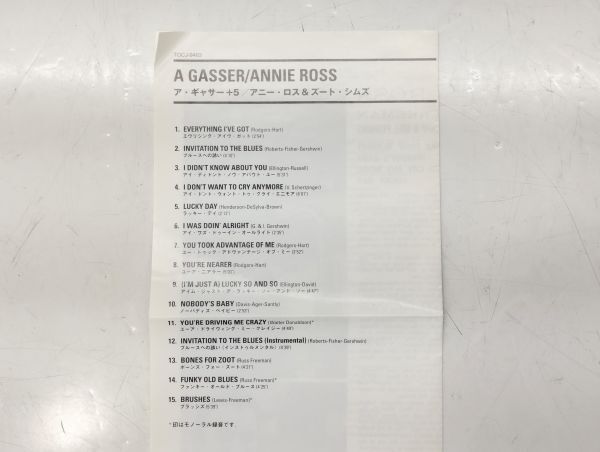 TOCJ-9403
A GASSER/ANNIE ROSS
ア・ギャサー+5/アニー・ロス&ズート・シムズ
1. EVERYTHING I'VE GOT (Rodgers-Hart)
エヴリシング・アイヴ・ガット
2. INVITATION TO THE BLUES (Roberts-Fisher-Gershwin)
ブルースへの誘い
3. I DIDN'T KNOW ABOUT YOU (Ellington-Russell)
アイ・ディドント・ノウ・アバウト・ユー
4. I DON'T WANT TO CRY ANYMORE (V. Schertzinger)
アイ・ドント・ウォント・トゥ・クライ・エニモア
5. LUCKY DAY (Henderson-DeSylva-Brown)
ラッキー・デイ
6. I WAS DOIN' ALRIGHT (G. & I. Gershwin)
アイ・ワズ・ドゥーイン・オールライト
7. YOU TOOK ADVANTAGE OF ME (Rodgers-Hart)
ユー・トゥック・アドヴァンテージ・オブ・ミー
8. YOU'RE NEARER (Rodgers-Hart)
ユーア・ニアラー
9. (I'M JUST A) LUCKY SO AND SO (Ellington-David)
アイム・ジャスト・ア・ラッキー・ソー・アンド・ソー
10. NOBODY'S BABY (Davis-Ager-Santly)
ノーバディズ・ベイビー
11. YOU'RE DRIVING ME CRAZY (Walter Donaldson)*
ユーア・ドライヴィング・ミー・クレイジー
12. INVITATION TO THE BLUES (Instrumental) (Roberts-Fisher-Gershwin)
ブルースへの誘い(インストゥルメンタル)
13. BONES FOR ZOOT (Russ Freeman)
ボーンズ・フォー・ズート
14. FUNKY OLD BLUES (Russ Freeman)*
ファンキー・オールド・ブルース
15. BRUSHES (Lewis-Freeman)*
ブラッシズ
*印はモノーラル録音です。